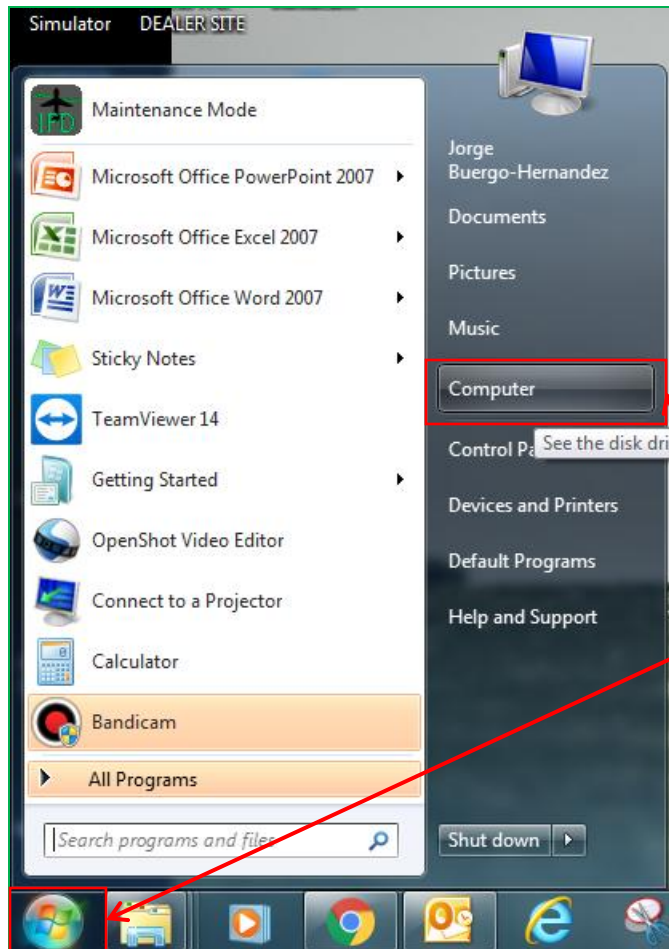 Simulator DEALER SITE
IFD
Maintenance Mode
Microsoft Office PowerPoint 2007
Microsoft Office Excel 2007
Microsoft Office Word 2007
Sticky Notes
TeamViewer 14
Getting Started
OpenShot Video Editor
Connect to a Projector
Calculator
Bandicam
All Programs
Search programs and files
Jorge
Buergo-Hernandez
Documents
Pictures
Music
Computer
Control
See the disk
Devices and Printers
Default Programs
Help and Support
Shut down